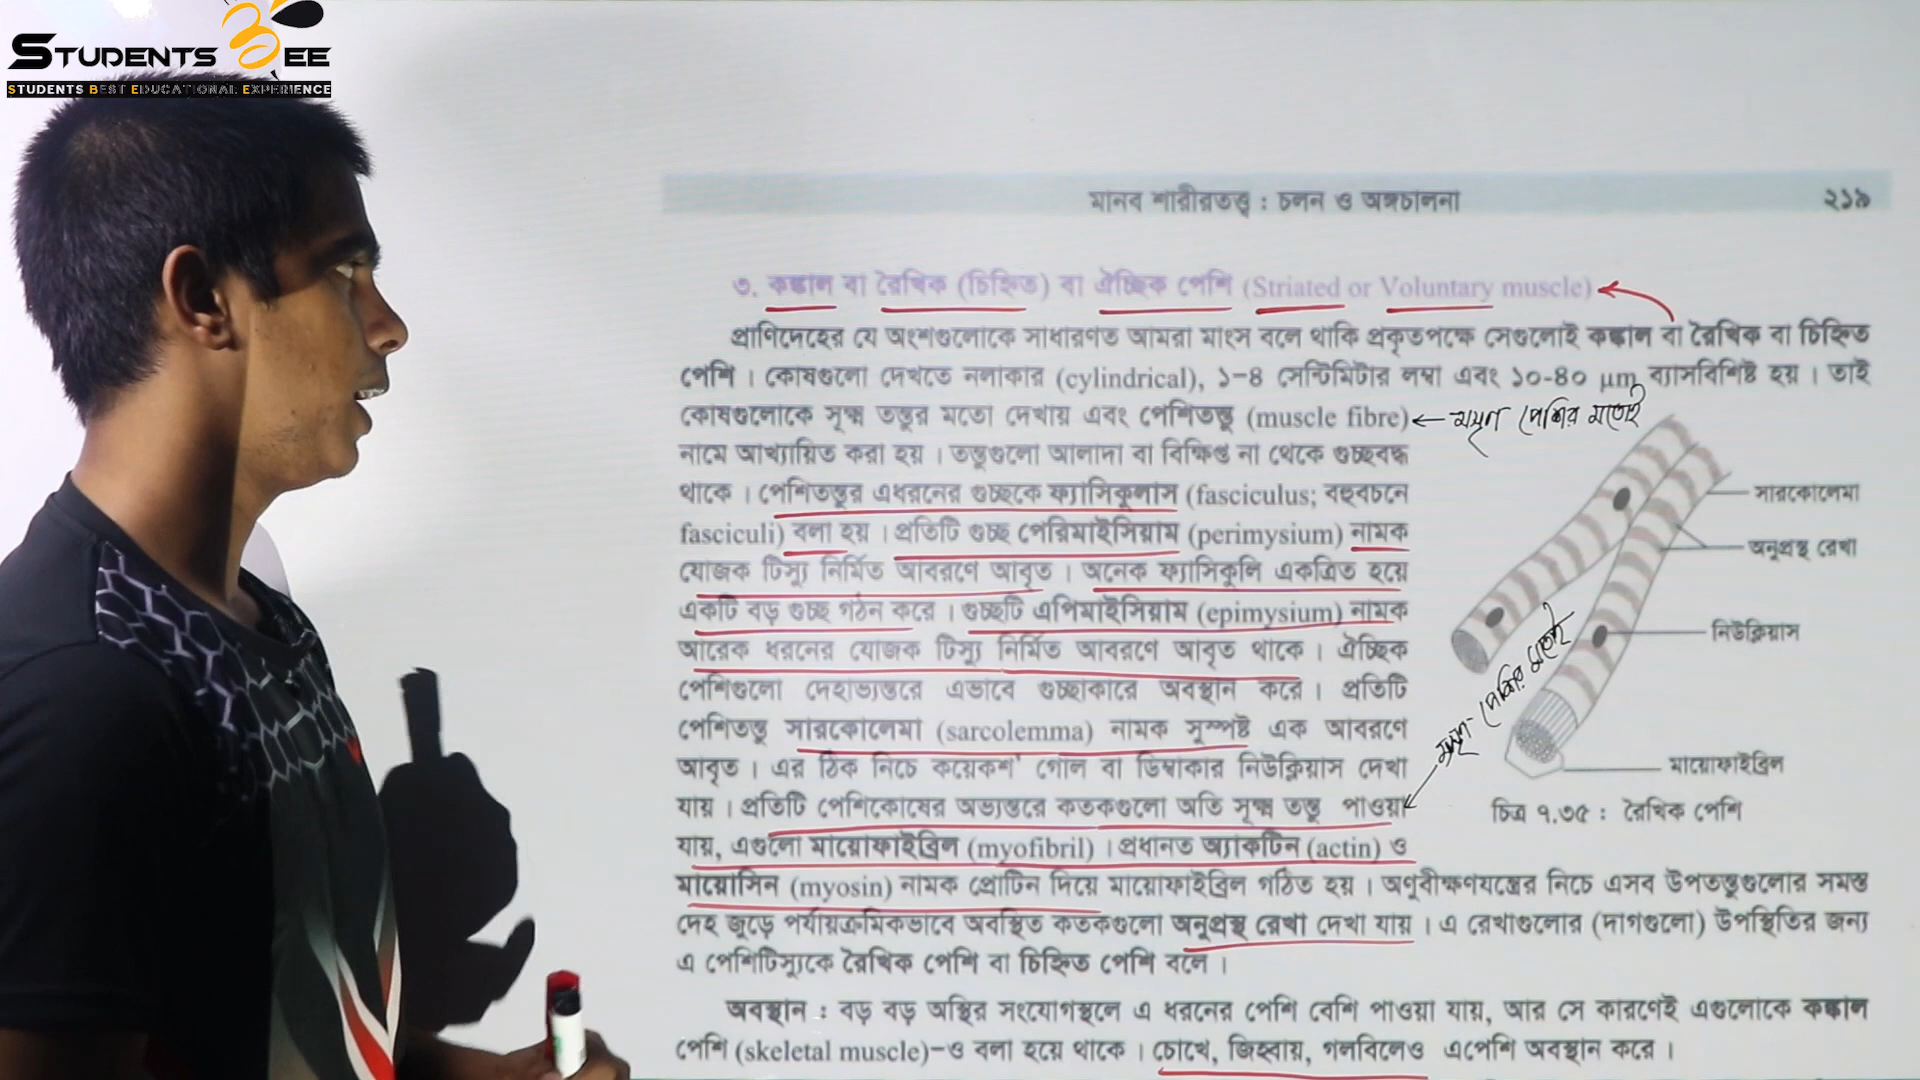 STUDENTS BEE
STUDENTS BEST EDUCATIONAL EXPERIENCE
মানব শারীরতত্ত্ব : চলন ও অঙ্গচালনা ২১৯
৩. কঙ্কাল বা রৈখিক (চিহ্নিত) বা ঐচ্ছিক পেশি (Striated or Voluntary muscle)
প্রাণিদেহের যে অংশগুলোকে সাধারণত আমরা মাংস বলে থাকি প্রকৃতপক্ষে সেগুলোই কঙ্কাল বা রৈখিক বা চিহ্নিত
পেশি । কোষগুলো দেখতে নলাকার (cylindrical), ১-৪ সেন্টিমিটার লম্বা এবং ১০-৪০ µm ব্যাসবিশিষ্ট হয় । তাই
কোষগুলোকে সূক্ষ্ম তন্তুর মতো দেখায় এবং পেশিতন্তু (muscle fibre)
মসৃণ পেশির মতোই
নামে আখ্যায়িত করা হয় । তন্তুগুলো আলাদা বা বিক্ষিপ্ত না থেকে গুচ্ছবদ্ধ
থাকে । পেশিতন্তুর এধরনের গুচ্ছকে ফ্যাসিকুলাস (fasciculus; বহুবচনে
fasciculi) বলা হয় । প্রতিটি গুচ্ছ পেরিমাইসিয়াম (perimysium) নামক
যোজক টিস্যু নির্মিত আবরণে আবৃত । অনেক ফ্যাসিকুলি একত্রিত হয়ে
একটি বড় গুচ্ছ গঠন করে । গুচ্ছটি এপিমাইসিয়াম (epimysium) নামক
আরেক ধরনের যোজক টিস্যু নির্মিত আবরণে আবৃত থাকে । ঐচ্ছিক
পেশিগুলো দেহাভ্যন্তরে এভাবে গুচ্ছাকারে অবস্থান করে । প্রতিটি
পেশিতন্তু সারকোলেমা (sarcolemma) নামক সুস্পষ্ট এক আবরণে
আবৃত । এর ঠিক নিচে কয়েকশ' গোল বা ডিম্বাকার নিউক্লিয়াস দেখা
যায় । প্রতিটি পেশিকোষের অভ্যন্তরে কতকগুলো অতি সূক্ষ্ম তন্তু পাওয়া
যায়, এগুলো মায়োফাইব্রিল (myofibril) । প্রধানত অ্যাকটিন (actin) ও
মায়োসিন (myosin) নামক প্রোটিন দিয়ে মায়োফাইব্রিল গঠিত হয় । অণুবীক্ষণযন্ত্রের নিচে এসব উপতন্তুগুলোর সমস্ত
দেহ জুড়ে পর্যায়ক্রমিকভাবে অবস্থিত কতকগুলো অনুপ্রস্থ রেখা দেখা যায় । এ রেখাগুলোর (দাগগুলো) উপস্থিতির জন্য
এ পেশিটিস্যুকে রৈখিক পেশি বা চিহ্নিত পেশি বলে ।
অবস্থান : বড় বড় অস্থির সংযোগস্থলে এ ধরনের পেশি বেশি পাওয়া যায়, আর সে কারণেই এগুলোকে কঙ্কাল
পেশি (skeletal muscle)-ও বলা হয়ে থাকে । চোখে, জিহ্বায়, গলবিলেও এপেশি অবস্থান করে ।
সারকোলেমা
অনুপ্রস্থ রেখা
নিউক্লিয়াস
মসৃণ পেশির মতোই
মায়োফাইব্রিল
চিত্র ৭.৩৫ : রৈখিক পেশি